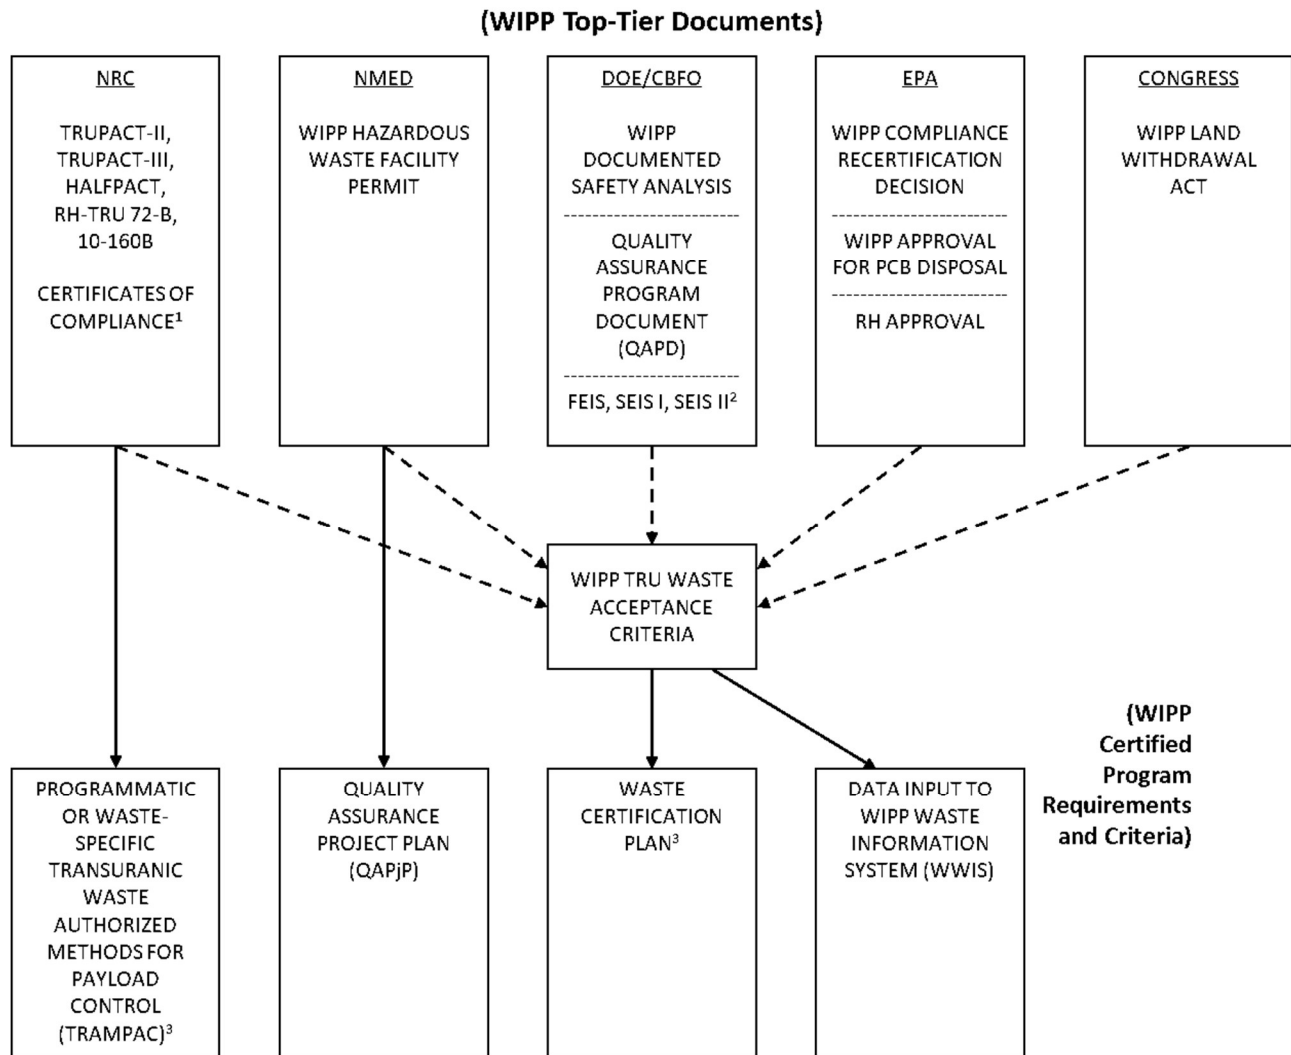 (WIPP Top-Tier Documents)
NRC
TRUPACT-II,
TRUPACT-III,
HALFPACT,
RH-TRU 72-B,
10-160B
CERTIFICATES OF
COMPLIANCE¹
NMED
WIPP HAZARDOUS
WASTE FACILITY
PERMIT
DOE/CBFO
WIPP
DOCUMENTED
SAFETY ANALYSIS
QUALITY
ASSURANCE
PROGRAM
DOCUMENT
(QAPD)
FEIS, SEIS I, SEIS II²
EPA
WIPP COMPLIANCE
RECERTIFICATION
DECISION
WIPP APPROVAL
FOR PCB DISPOSAL
RH APPROVAL
CONGRESS
WIPP LAND
WITHDRAWAL
ACT
WIPP TRU WASTE
ACCEPTANCE
CRITERIA
(WIPP
Certified
Program
Requirements
and Criteria)
PROGRAMMATIC
OR WASTE-
SPECIFIC
TRANSURANIC
WASTE
AUTHORIZED
METHODS FOR
PAYLOAD
CONTROL
(TRAMPAC)³
QUALITY
ASSURANCE
PROJECT PLAN
(QAPjP)
WASTE
CERTIFICATION
PLAN³
DATA INPUT TO
WIPP WASTE
INFORMATION
SYSTEM (WWIS)